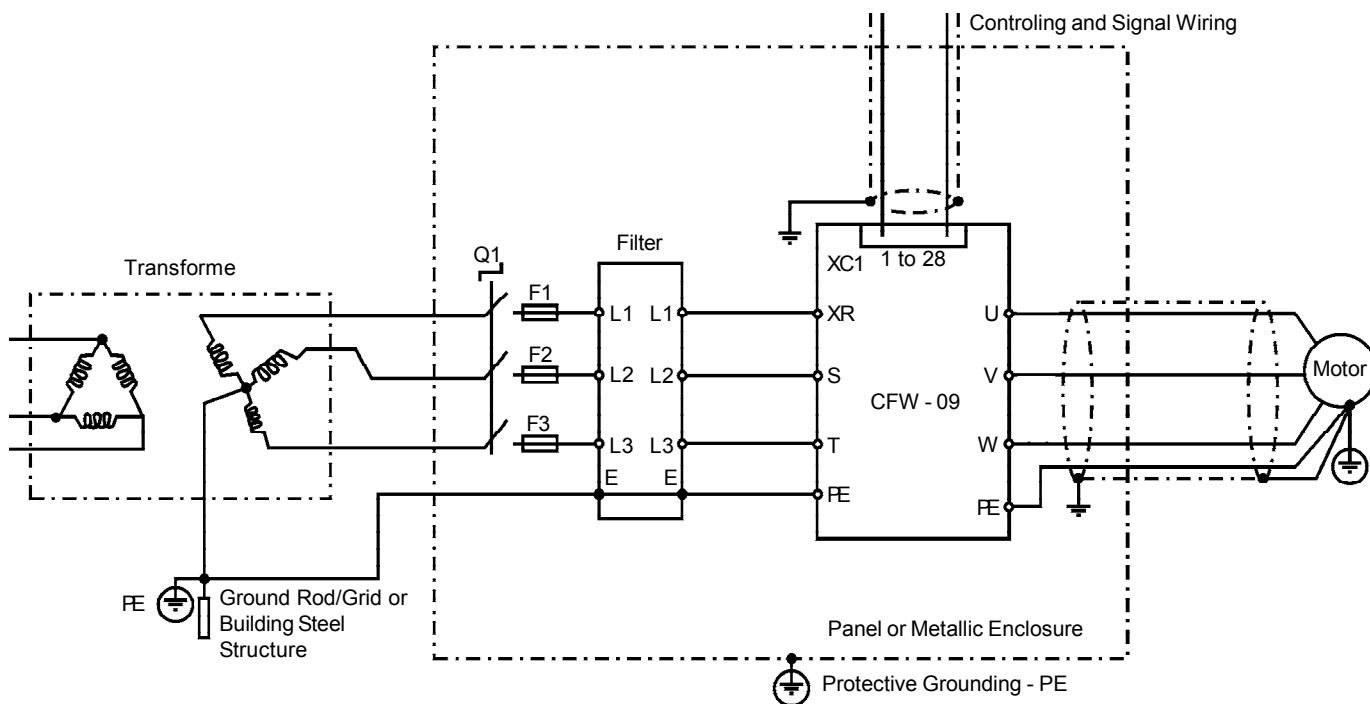 Controling and Signal Wiring
Transforme
Q1
Filter
XC1
1 to 28
F1
L1
L1
XR
U
F2
L2
L2
S
V
Motor
CFW - 09
F3
L3
L3
T
W
E
E
PE
PE
PE
Ground Rod/Grid or
Building Steel
Structure
Panel or Metallic Enclosure
Protective Grounding - PE